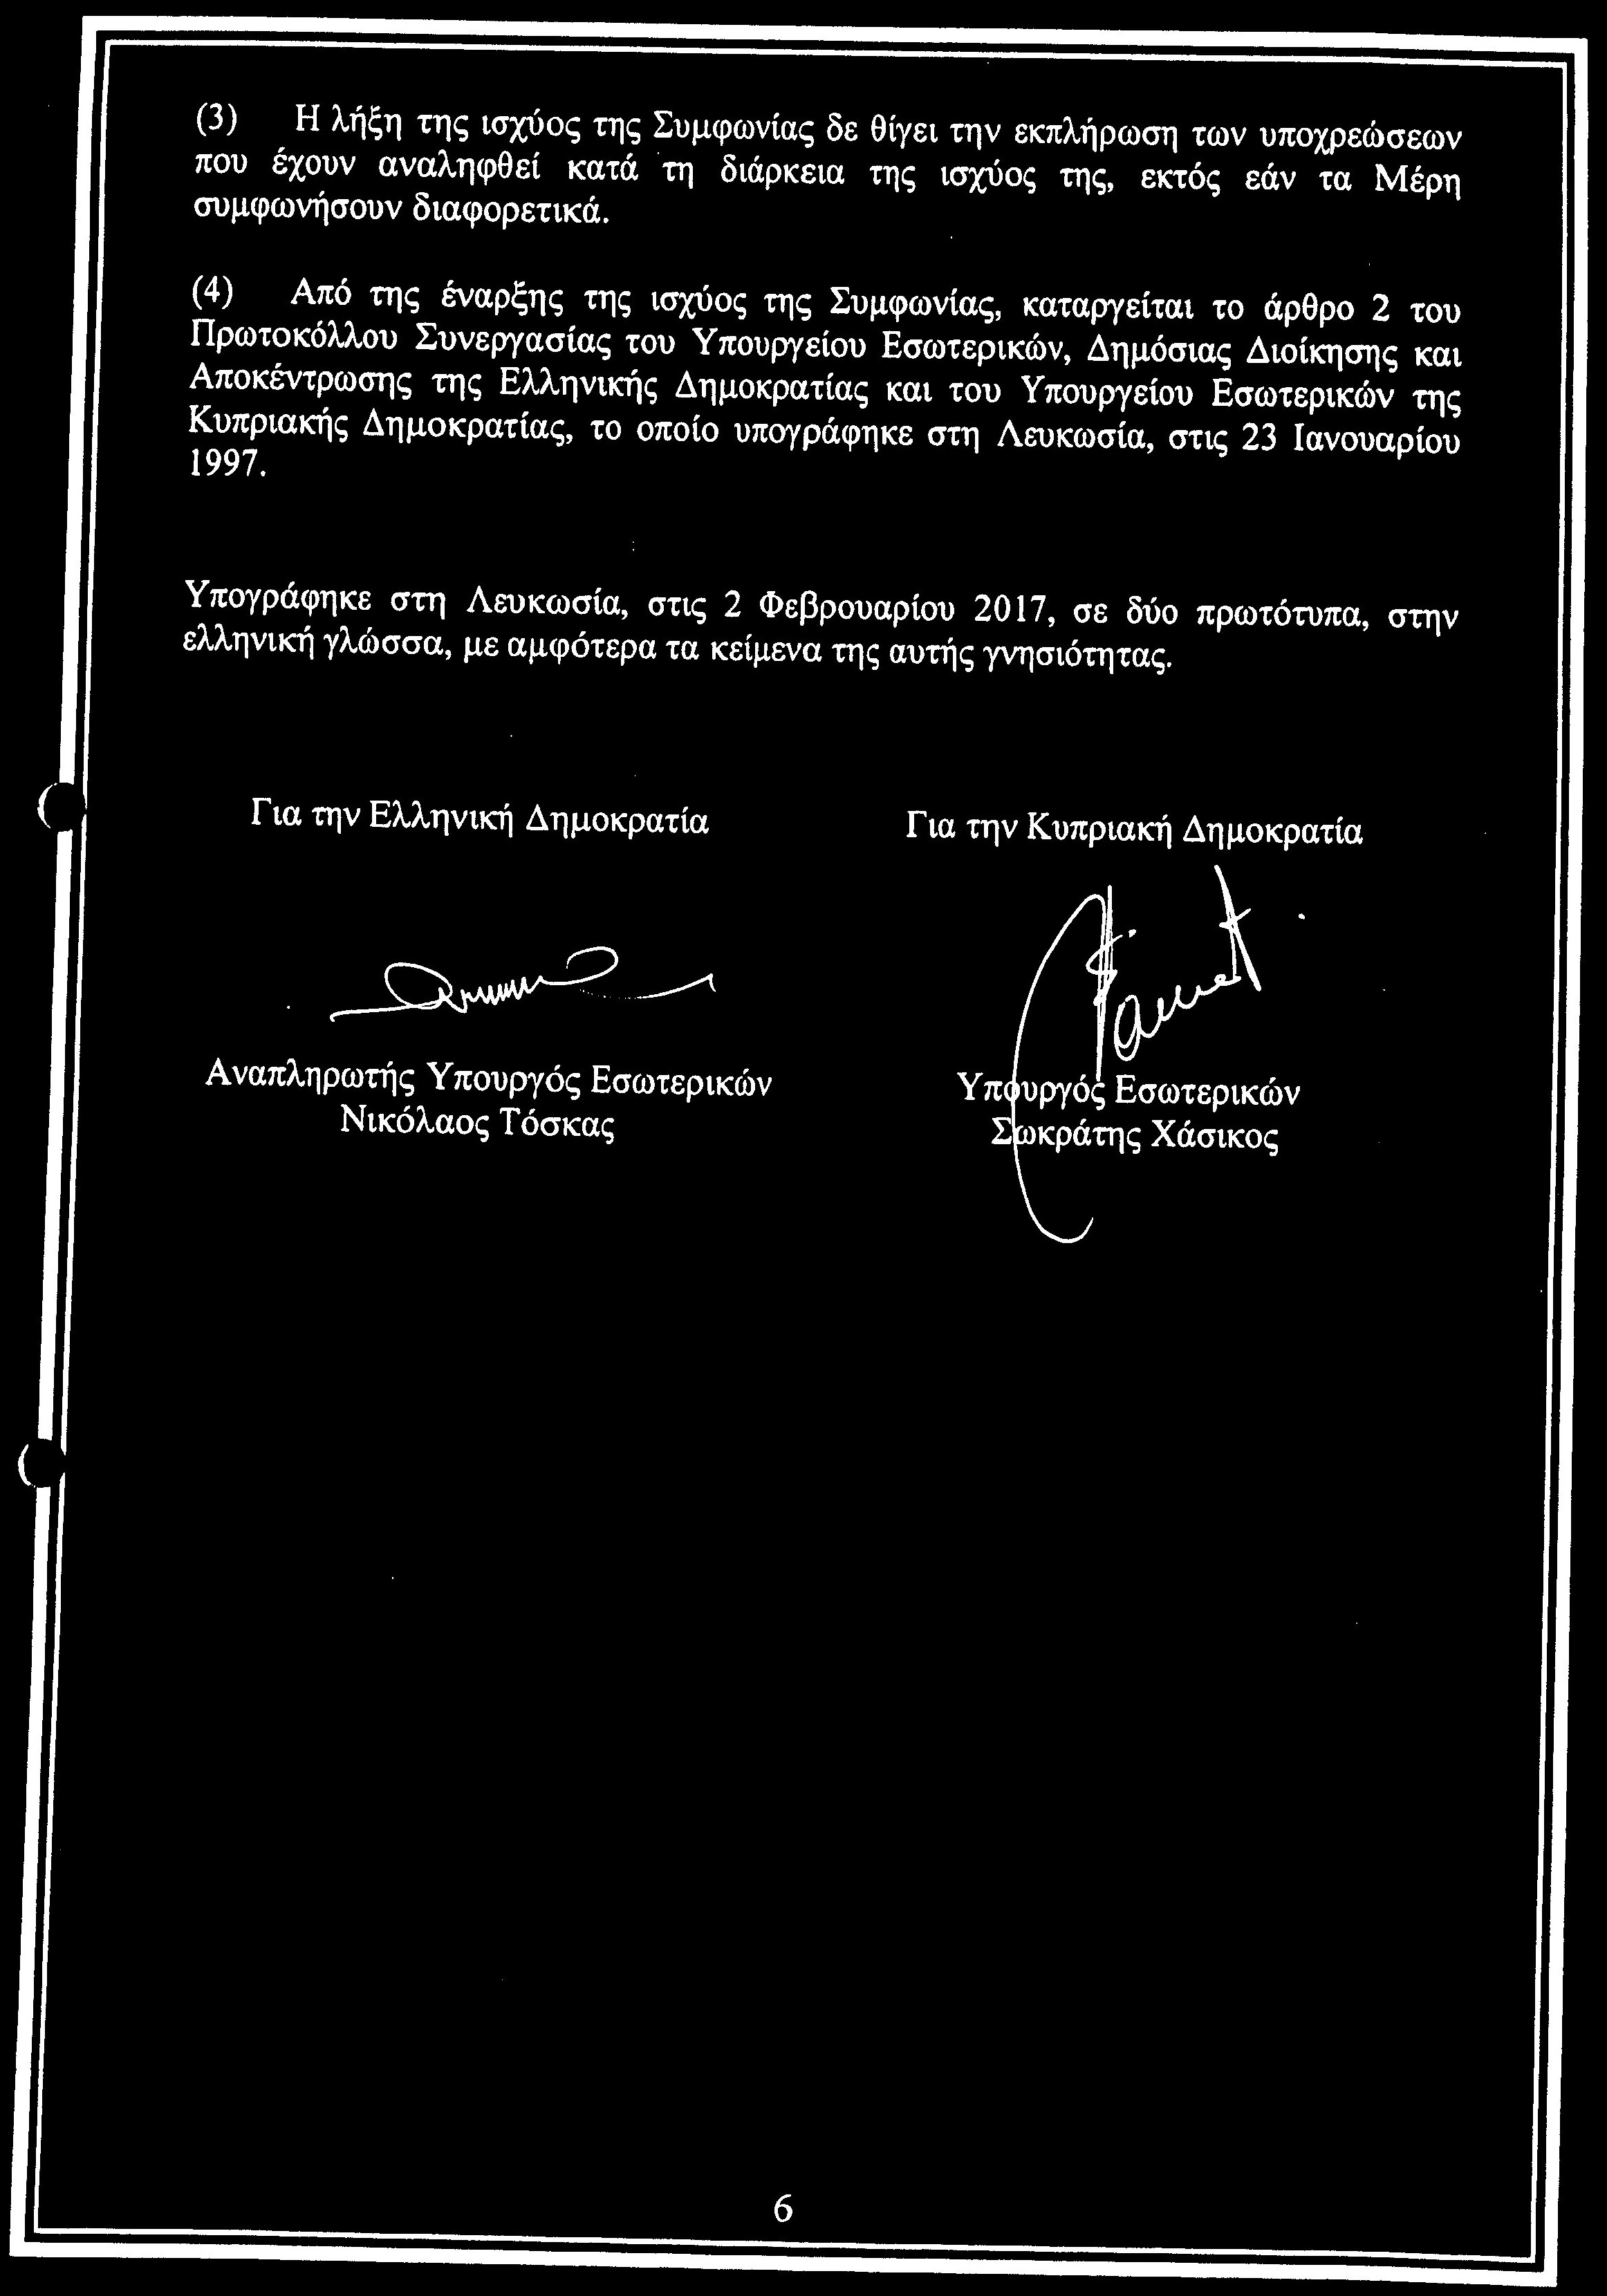 (3) Η λήξη της ισχύος της Συμφωνίας δε θίγει την εκπλήρωση των υποχρεώσεων
που έχουν αναληφθεί κατά τη διάρκεια της ισχύος της, εκτός εάν τα Μέρη
συμφωνήσουν διαφορετικά.
(4) Από της έναρξης της ισχύος της Συμφωνίας, καταργείται το άρθρο 2 του
Πρωτοκόλλου Συνεργασίας του Υπουργείου Εσωτερικών, Δημόσιας Διοίκησης και
Αποκέντρωσης της Ελληνικής Δημοκρατίας και του Υπουργείου Εσωτερικών της
Κυπριακής Δημοκρατίας, το οποίο υπογράφηκε στη Λευκωσία, στις 23 Ιανουαρίου
1997.
Υπογράφηκε στη Λευκωσία, στις 2 Φεβρουαρίου 2017, σε δύο πρωτότυπα, στην
ελληνική γλώσσα, με αμφότερα τα κείμενα της αυτής γνησιότητας.
Για την Ελληνική Δημοκρατία
Αναπληρωτής Υπουργός Εσωτερικών
Νικόλαος Τόσκας
Για την Κυπριακή Δημοκρατία
Υπουργός Εσωτερικών
Σωκράτης Χάσικος
6